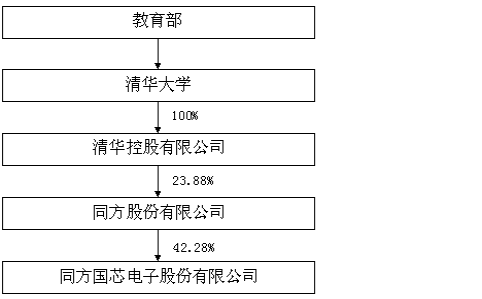 教育部
清华大学
100%
清华控股有限公司
23.88%
同方股份有限公司
42.28%
同方国芯电子股份有限公司